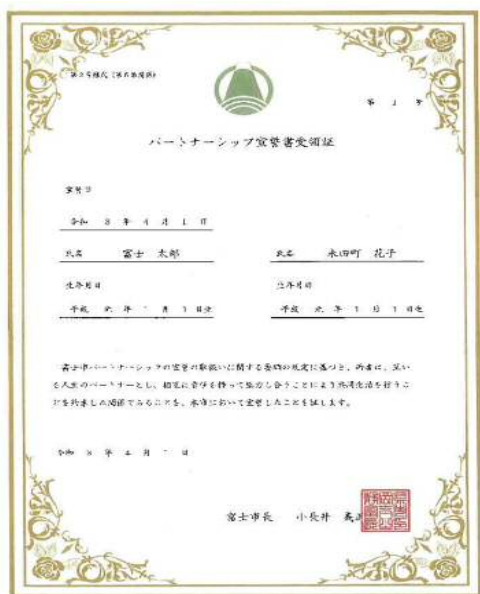 第2号様式（第6条関係）
第 1 号
パートナーシップ宣誓書受領証
宣誓日
令和 3 年 4 月 1 日
氏名 富士 太郎 氏名 永田町 花子
生年月日 生年月日
平成 元 年 1 月 1 日生 平成 元 年 1 月 1 日生
富士市パートナーシップの宣誓の取扱いに関する要綱の規定に基づき、両者は、互い
を人生のパートナーとし、相互に責任を持って協力し合うことにより共同生活を行うこ
とを約束した関係であることを、本市において宣誓したことを証します。
令和 3 年 4 月 1 日
富士市長 小長井 義正